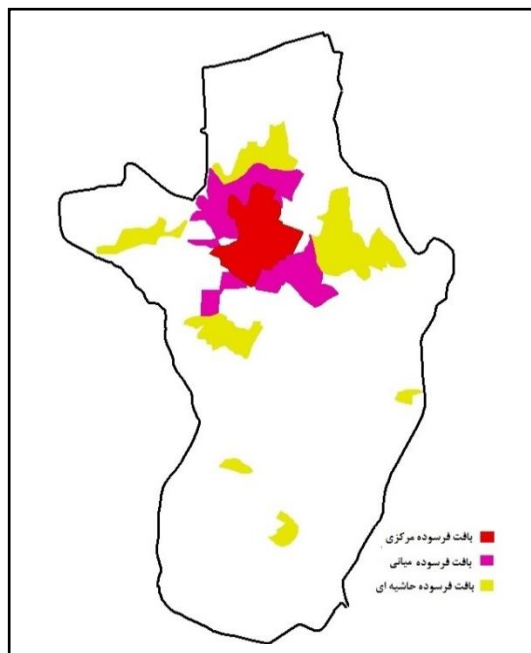 بافت فرسوده مرکزی
بافت فرسوده میانی
بافت فرسوده حاشیه ای